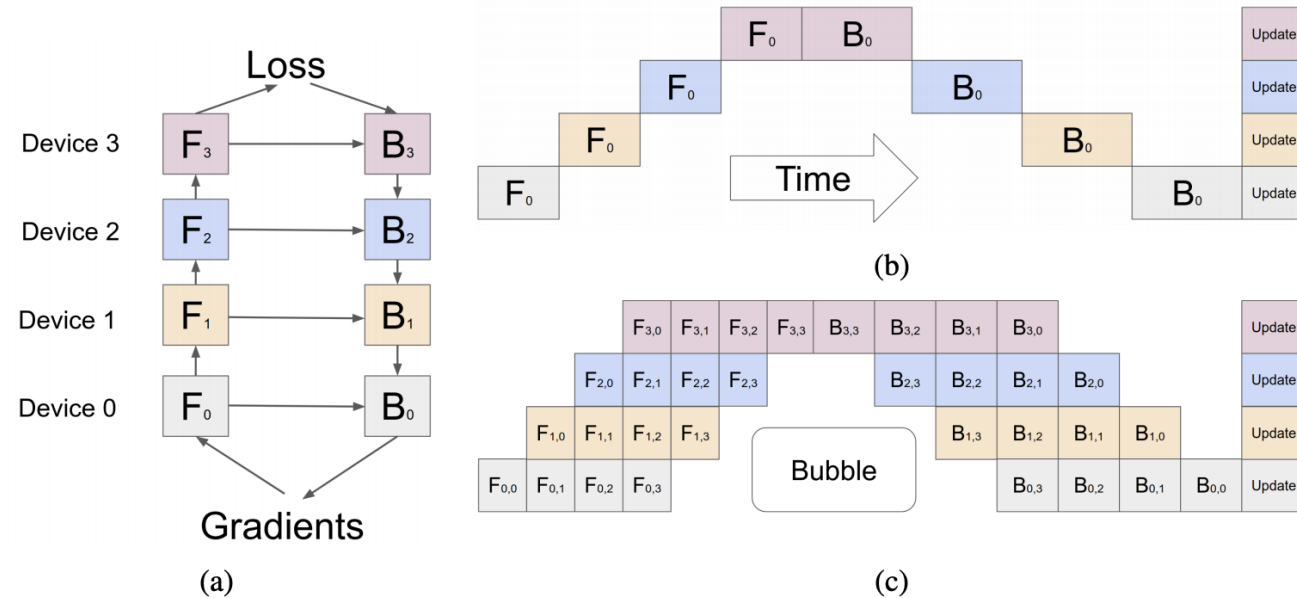 Loss
Device 3 F₃ B₃
Device 2 F₂ B₂
Device 1 F₁ B₁
Device 0 F₀ B₀
Gradients
(a)
F₀ B₀ Update
F₀ B₀ Update
F₀ B₀ Update
Time
F₀ B₀ Update
(b)
F₃,₀ F₃,₁ F₃,₂ F₃,₃ B₃,₃ B₃,₂ B₃,₁ B₃,₀ Update
F₂,₀ F₂,₁ F₂,₂ F₂,₃ B₂,₃ B₂,₂ B₂,₁ B₂,₀ Update
F₁,₀ F₁,₁ F₁,₂ F₁,₃ B₁,₃ B₁,₂ B₁,₁ B₁,₀ Update
Bubble
F₀,₀ F₀,₁ F₀,₂ F₀,₃ B₀,₃ B₀,₂ B₀,₁ B₀,₀ Update
(c)